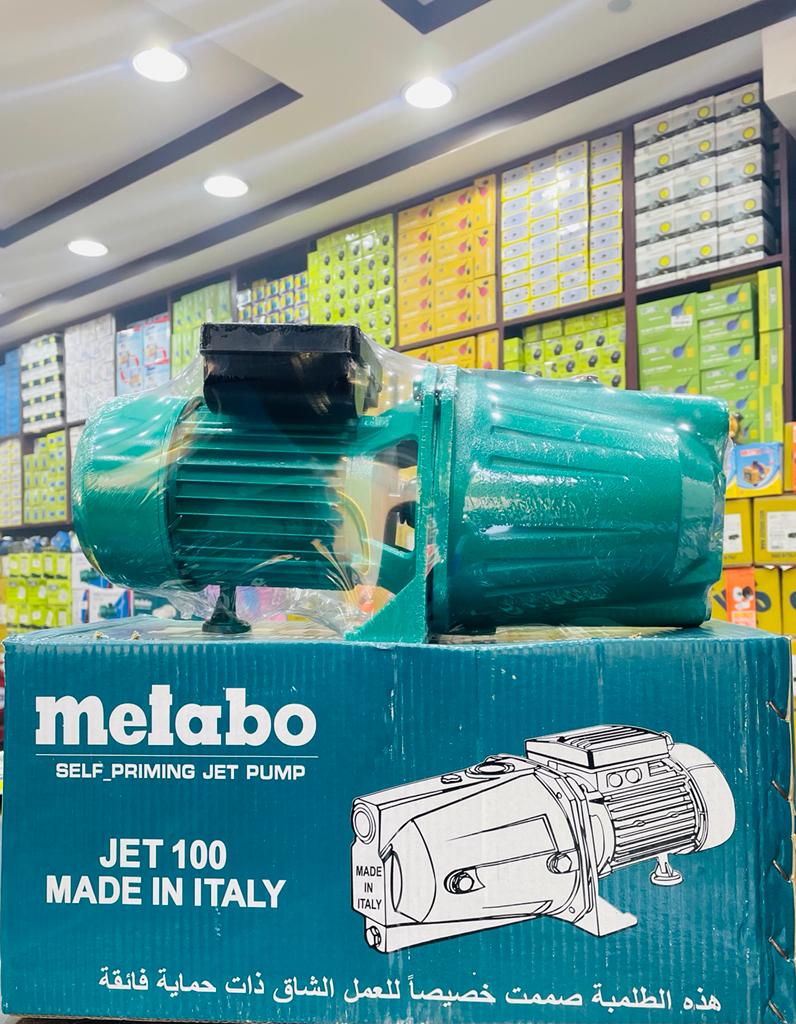 metabo
SELF_PRIMING JET PUMP
JET 100
MADE IN ITALY
MADE
IN
ITALY
هذه الطلمبة صممت خصيصاً للعمل الشاق ذات حماية فائقة